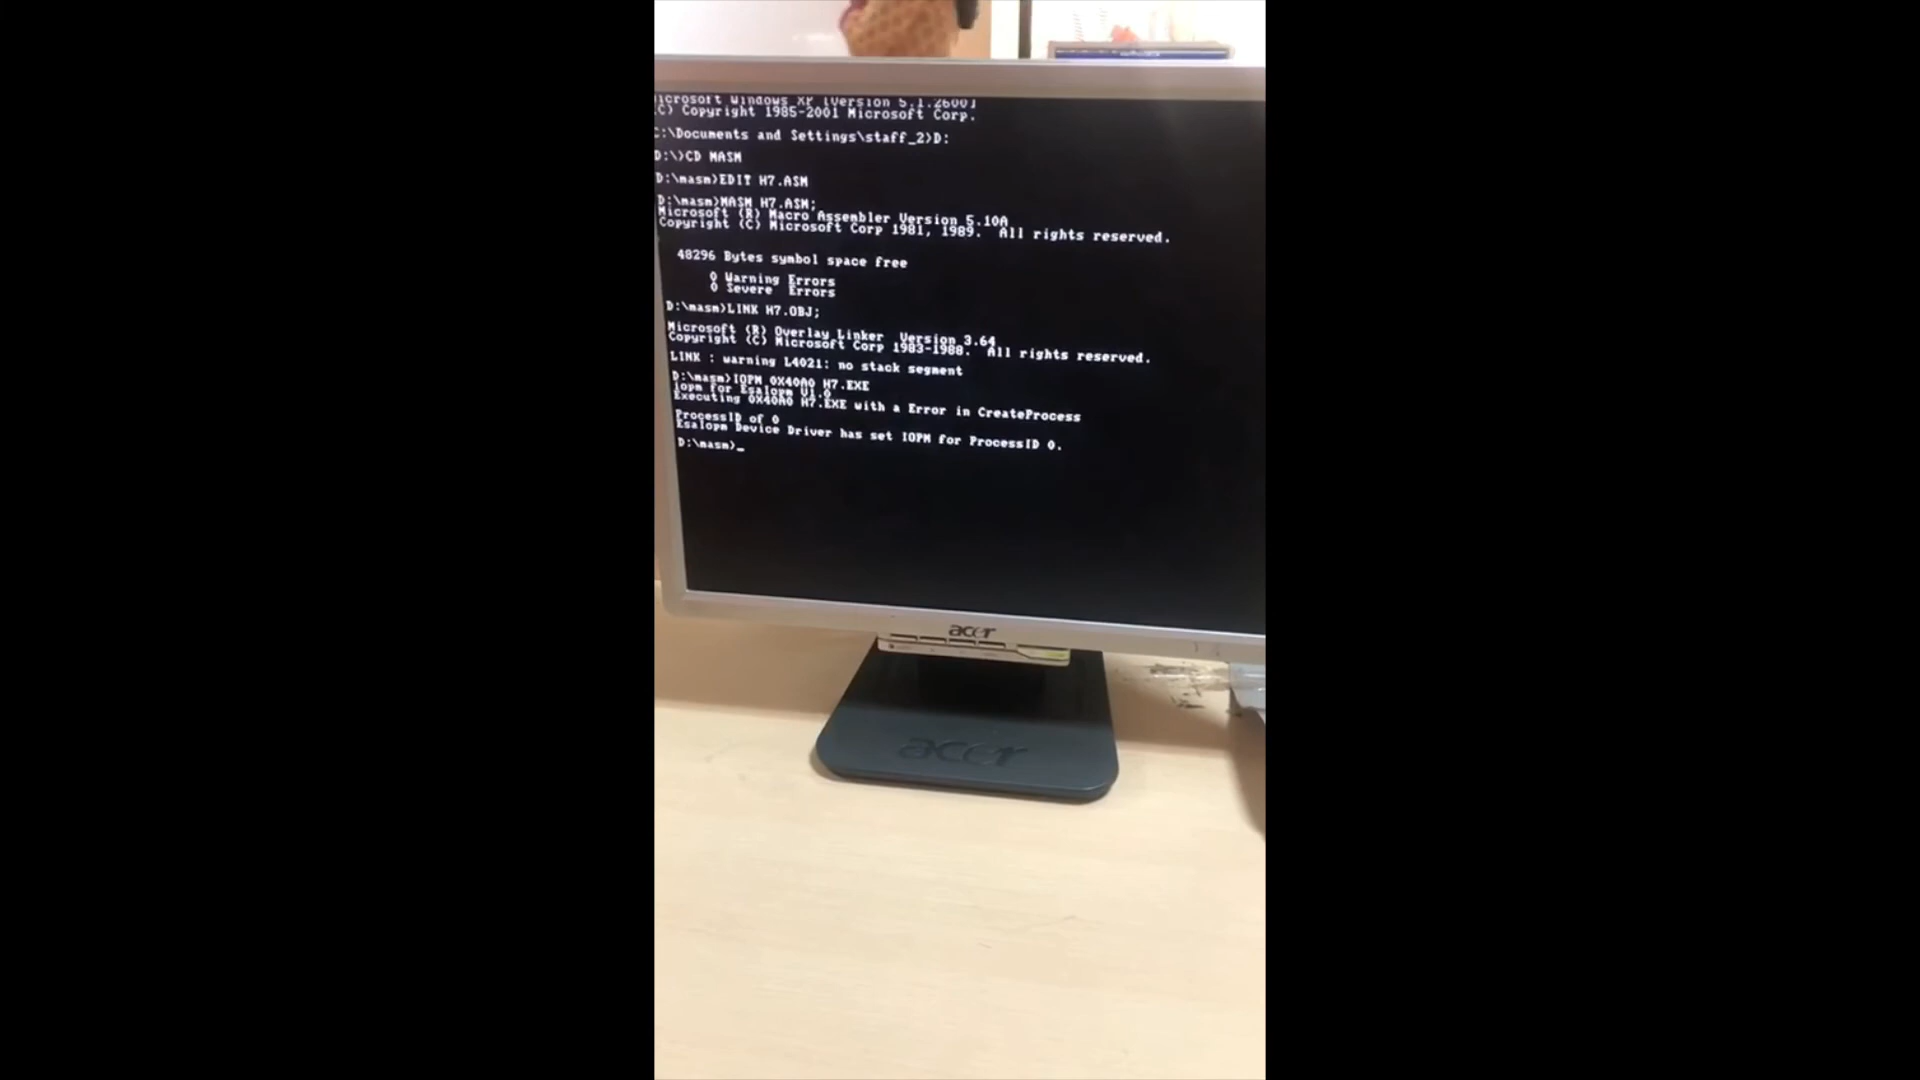 Microsoft Windows XP [Version 5.1.2600]
(C) Copyright 1985-2001 Microsoft Corp.
C:\Documents and Settings\staff_2>D:
D:\>CD MASM
D:\masm>EDIT H7.ASM
D:\masm>MASM H7.ASM;
Microsoft (R) Macro Assembler Version 5.10A
Copyright (C) Microsoft Corp 1981, 1989.  All rights reserved.
48296 Bytes symbol space free
0 Warning Errors
0 Severe  Errors
D:\masm>LINK H7.OBJ;
Microsoft (R) Overlay Linker  Version 3.64
Copyright (C) Microsoft Corp 1983-1988.  All rights reserved.
LINK : warning L4021: no stack segment
D:\masm>IOPM 0X40A0 H7.EXE
iopm for Esalopm V1.0
Executing 0X40A0 H7.EXE with a Error in CreateProcess
ProcessID of 0
Esalopm Device Driver has set IOPM for ProcessID 0.
D:\masm>_
acer
acer